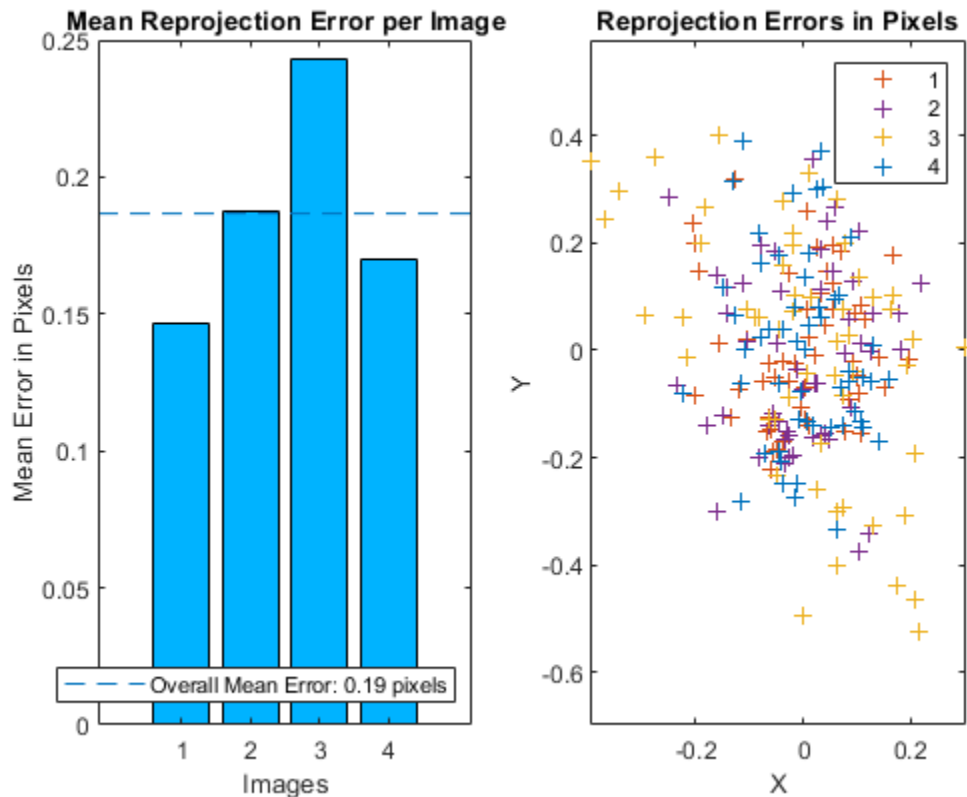 Mean Reprojection Error per Image
0.25
0.2
0.15
0.1
0.05
0
Mean Error in Pixels
Overall Mean Error: 0.19 pixels
1 2 3 4
Images
Reprojection Errors in Pixels
1
2
3
4
0.4
0.2
0
-0.2
-0.4
-0.6
Y
-0.2 0 0.2
X